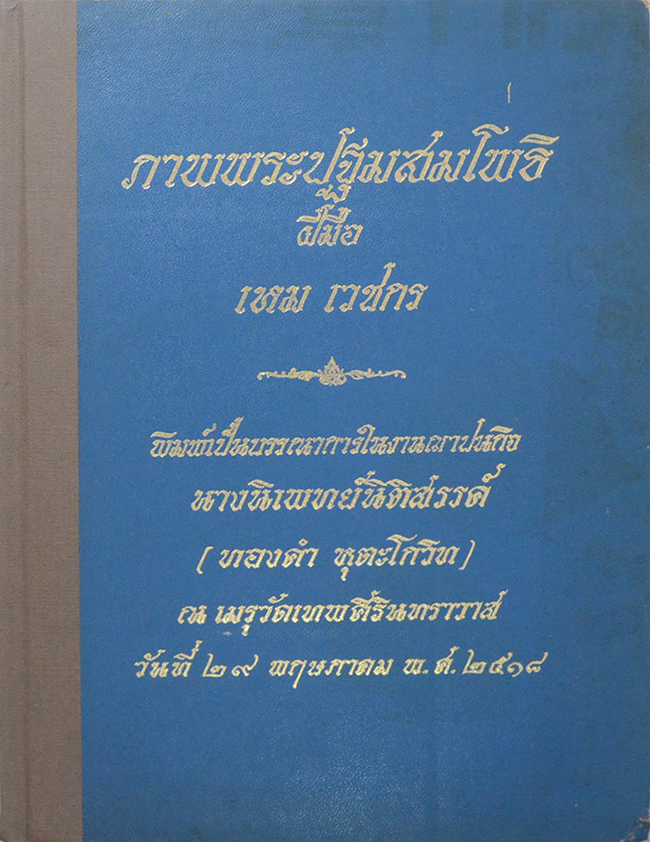 ภาพพระปฐมสมโพธิ
ฝีมือ
เหม เวชกร
พิมพ์เป็นบรรณาการในงานฌาปนกิจ
นางนิเพทย์นิติสรรค์
(ทองดำ หุตะโกวิท)
ณ เมรุวัดเทพศิรินทราวาส
วันที่ ๒๙ พฤษภาคม พ.ศ.๒๕๑๘